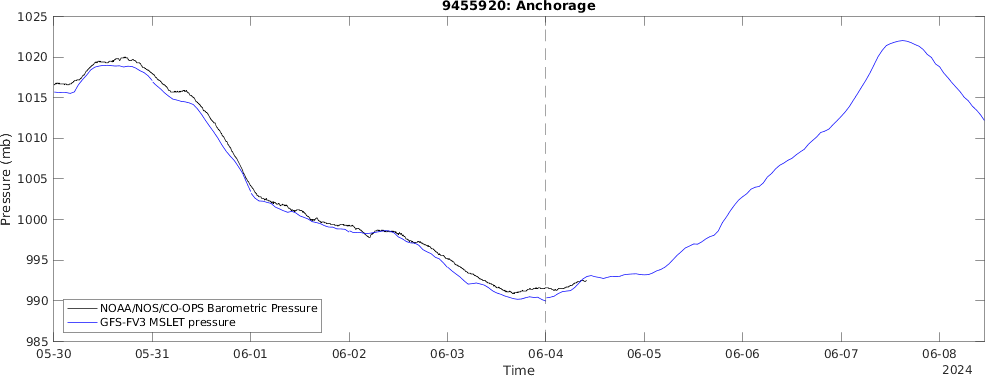 9455920: Anchorage
Pressure (mb)
1025
1020
1015
1010
1005
1000
995
990
985
NOAA/NOS/CO-OPS Barometric Pressure
GFS-FV3 MSLET pressure
05-30 05-31 06-01 06-02 06-03 06-04 06-05 06-06 06-07 06-08
Time
2024